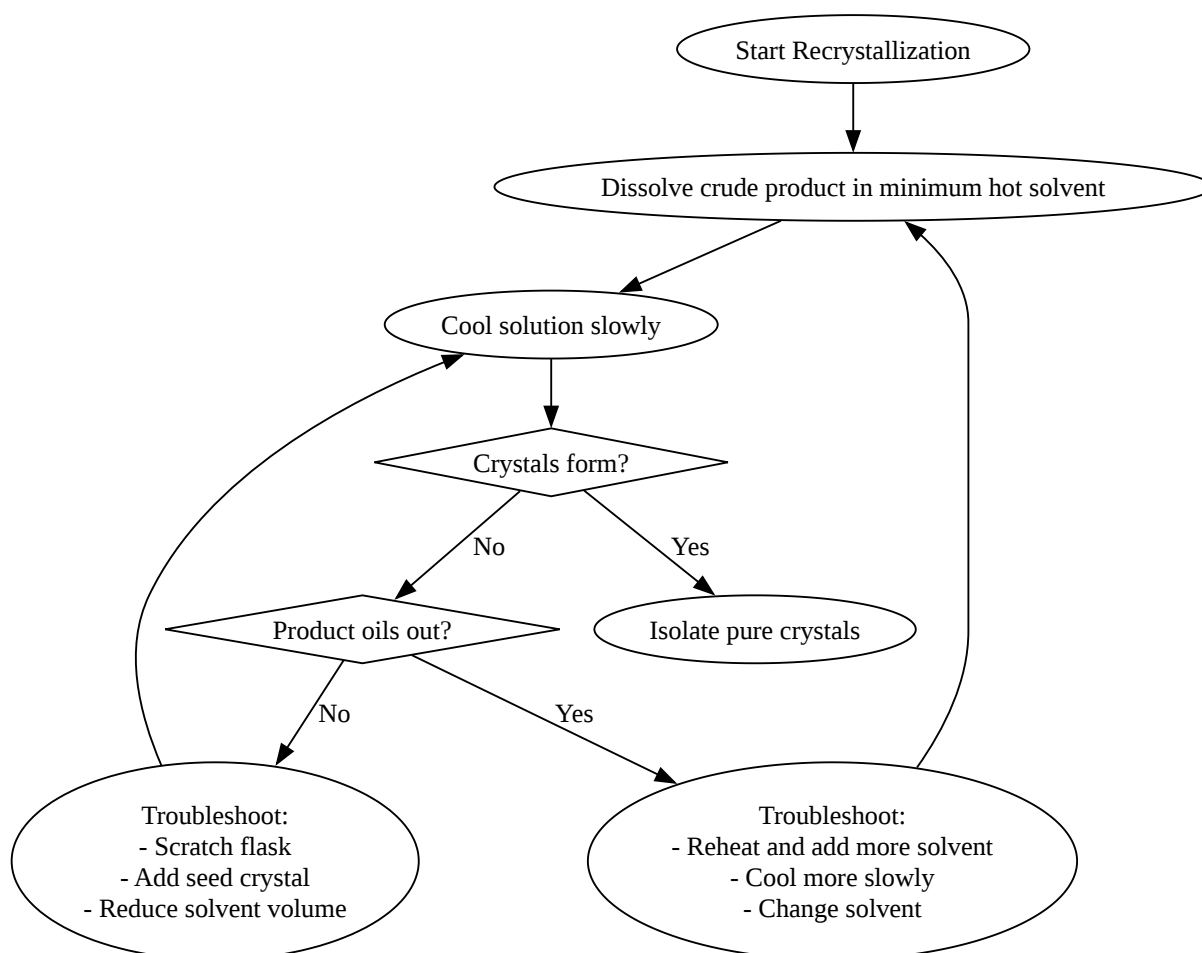 Start Recrystallization
Dissolve crude product in minimum hot solvent
Cool solution slowly
Crystals form?
No
Yes
Product oils out?
Isolate pure crystals
No
Yes
Troubleshoot:
- Scratch flask
- Add seed crystal
- Reduce solvent volume
Troubleshoot:
- Reheat and add more solvent
- Cool more slowly
- Change solvent